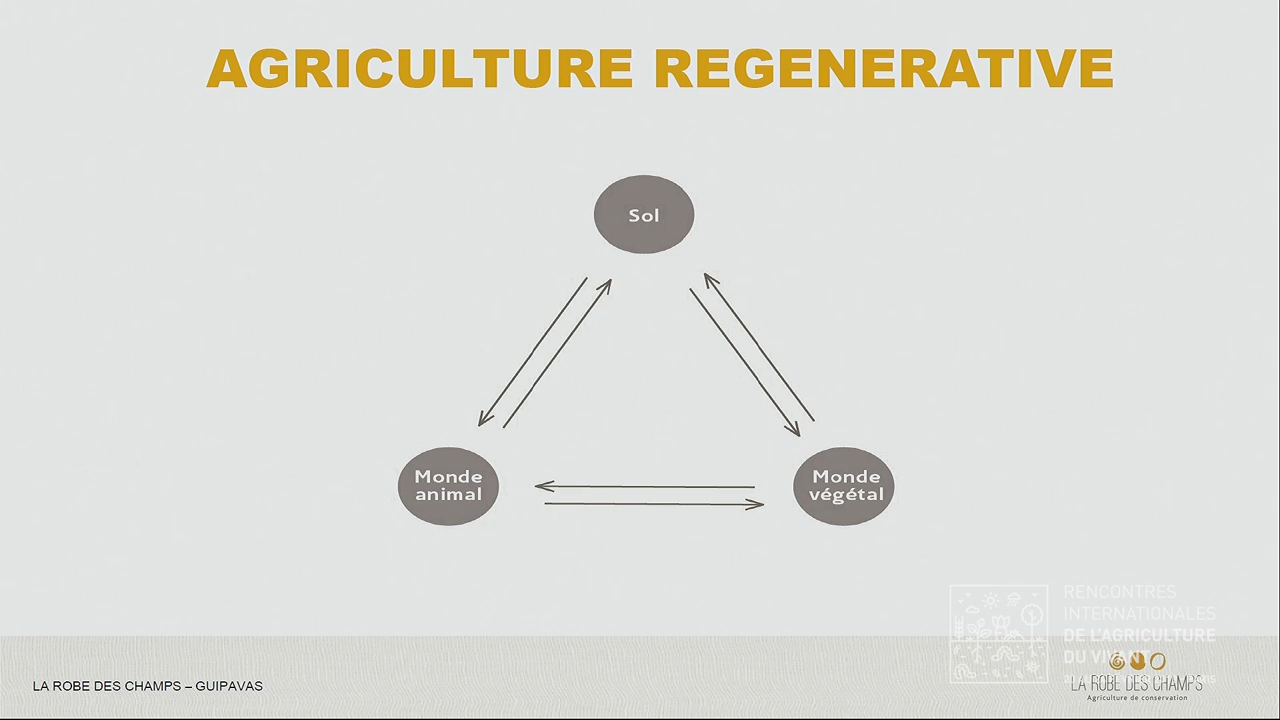 AGRICULTURE REGENERATIVE
Sol
Monde
animal
Monde
végétal
RENCONTRES
INTERNATIONALES
DE L'AGRICULTURE
DU VIVANT
LA ROBE DES CHAMPS – GUIPAVAS
LA ROBE DES CHAMPS
Agriculture de conservation